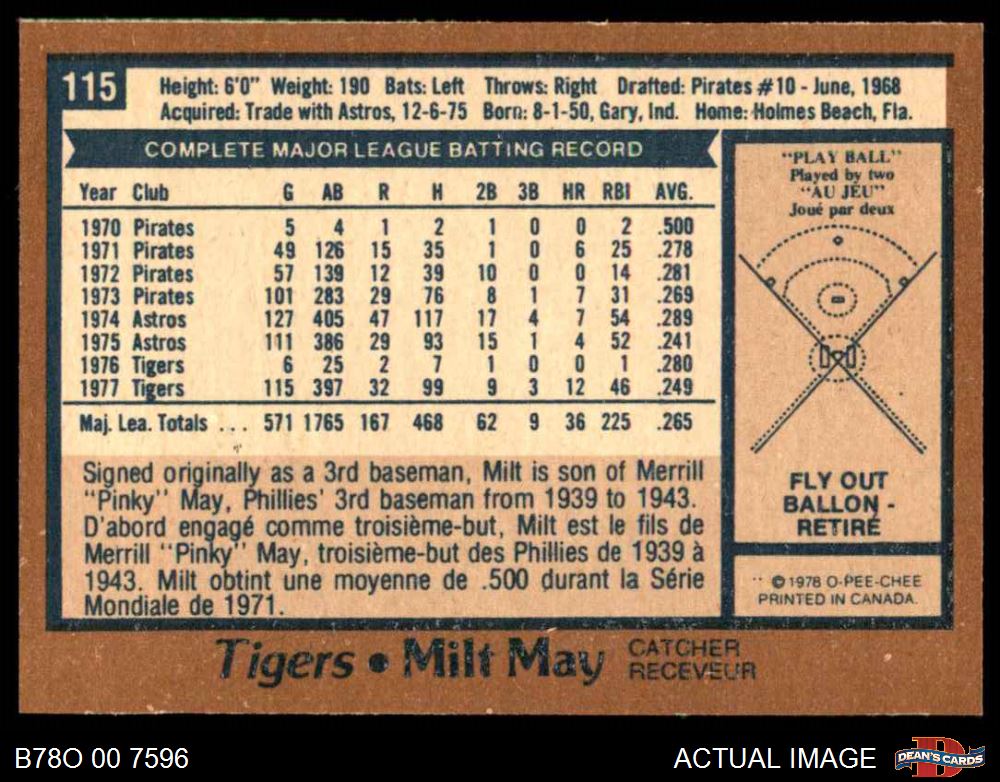 115
Height: 6'0" Weight: 190 Bats: Left Throws: Right Drafted: Pirates #10 - June, 1968
Acquired: Trade with Astros, 12-6-75 Born: 8-1-50, Gary, Ind. Home: Holmes Beach, Fla.
COMPLETE MAJOR LEAGUE BATTING RECORD
Year Club G AB R H 2B 3B HR RBI AVG.
1970 Pirates 5 4 1 2 1 0 0 2 .500
1971 Pirates 49 126 15 35 1 0 6 25 .278
1972 Pirates 57 139 12 39 10 0 0 14 .281
1973 Pirates 101 283 29 76 8 1 7 31 .269
1974 Astros 127 405 47 117 17 4 7 54 .289
1975 Astros 111 386 29 93 15 1 4 52 .241
1976 Tigers 6 25 2 7 1 0 0 1 .280
1977 Tigers 115 397 32 99 9 3 12 46 .249
Maj. Lea. Totals ... 571 1765 167 468 62 9 36 225 .265
Signed originally as a 3rd baseman, Milt is son of Merrill
"Pinky" May, Phillies' 3rd baseman from 1939 to 1943.
D'abord engagé comme troisième-but, Milt est le fils de
Merrill "Pinky" May, troisième-but des Phillies de 1939 à
1943. Milt obtint une moyenne de .500 durant la Série
Mondiale de 1971.
"PLAY BALL"
Played by two
"AU JEU"
Joué par deux
FLY OUT
BALLON -
RETIRÉ
© 1978 O-PEE-CHEE
PRINTED IN CANADA.
Tigers • Milt May CATCHER
RECEVEUR
B78O 00 7596
ACTUAL IMAGE
DEAN'S CARDS